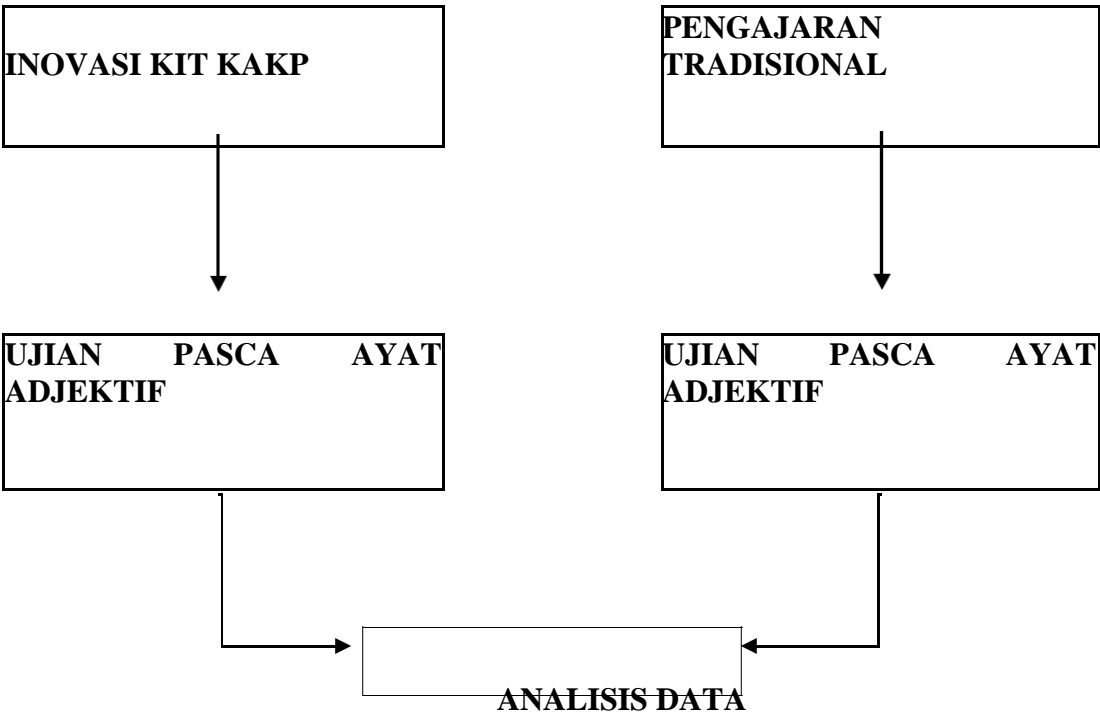 INOVASI KIT KAKP
PENGAJARAN
TRADISIONAL
UJIAN PASCA AYAT
ADJEKTIF
UJIAN PASCA AYAT
ADJEKTIF
ANALISIS DATA